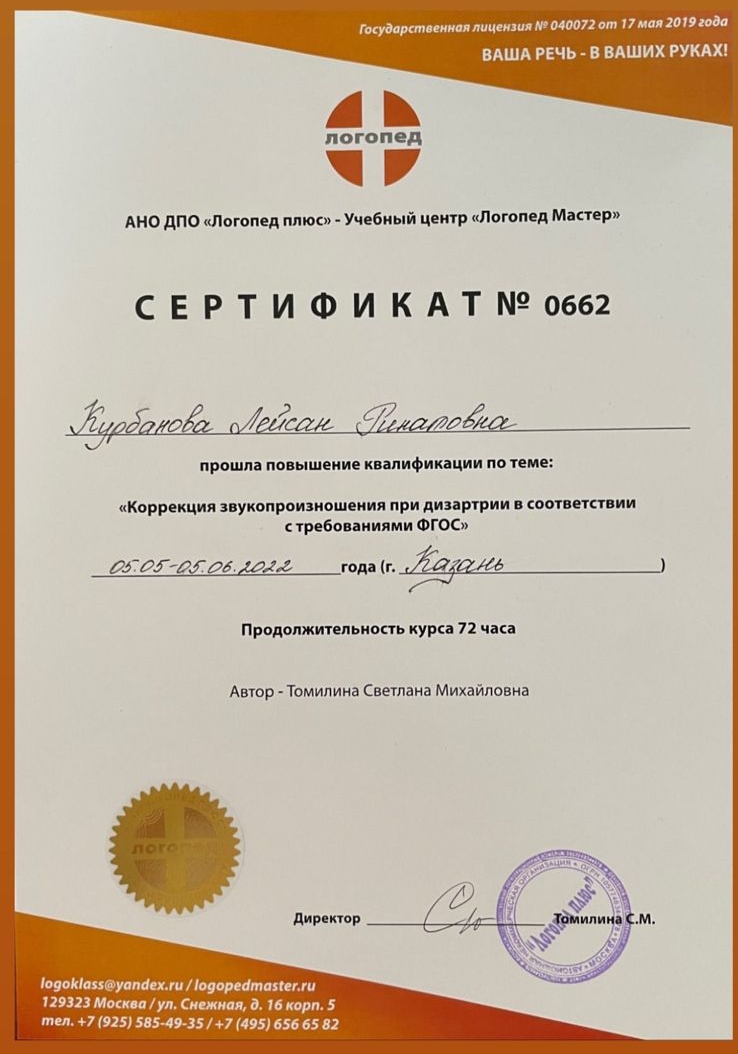 Государственная лицензия № 040072 от 17 мая 2019 года
ВАША РЕЧЬ - В ВАШИХ РУКАХ!
логопед
АНО ДПО «Логопед плюс» - Учебный центр «Логопед Мастер»
СЕРТИФИКАТ № 0662
Курбанова Лейсан Ринатовна
прошла повышение квалификации по теме:
«Коррекция звукопроизношения при дизартрии в соответствии
с требованиями ФГОС»
05.05-05.06.2022 года (г. Казань )
Продолжительность курса 72 часа
Автор - Томилина Светлана Михайловна
логопед
Директор Томилина С.М.
"Логопед плюс"
logoklass@yandex.ru / logopedmaster.ru
129323 Москва / ул. Снежная, д. 16 корп. 5
тел. +7 (925) 585-49-35 / +7 (495) 656 65 82